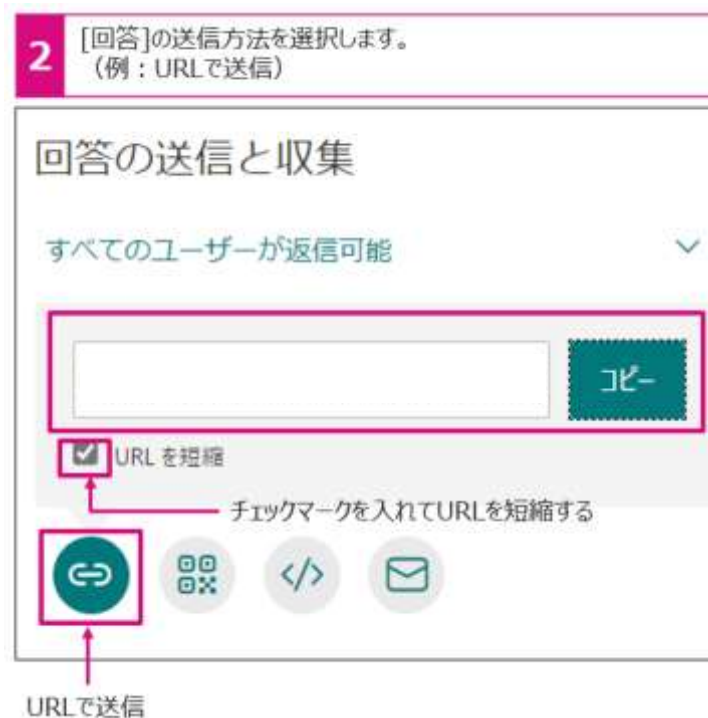 2
[回答]の送信方法を選択します。
（例：URLで送信）
回答の送信と収集
すべてのユーザーが返信可能
コピー
URL を短縮
チェックマークを入れてURLを短縮する
</>
URLで送信